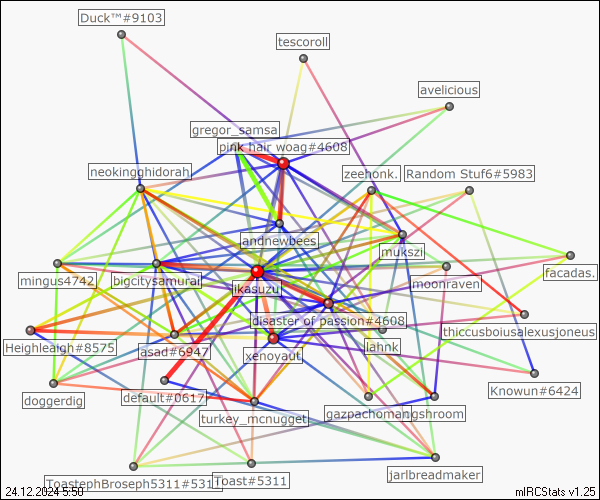 Duck™#9103
tescoroll
avelicious
gregor_samsa
pink hair woag#4608
neokingghidorah
zeehonk.
Random Stuf6#5983
andnewbees
mukszi
mingus4742
bigcitysamurai
ikasuzu
moonraven
facadas.
disaster of passion#4608
thiccusboiusalexusjoneus
Heighleaigh#8575
asad#6947
xenoyaut
lahnk
doggerdig
default#0617
Knowun#6424
turkey_mcnugget
gazpachomangshroom
ToastephBroseph5311#531
Toast#5311
jarlbreadmaker
24.12.2024 5:50
mIRCStats v1.25